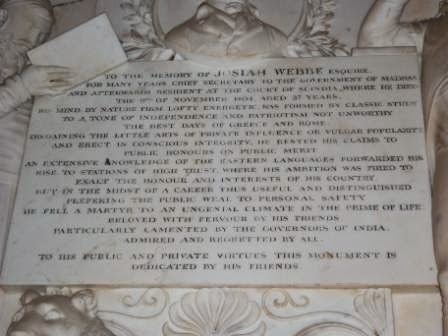 TO THE MEMORY OF JOSIAH WEBBE ESQUIRE,
FOR MANY YEARS CHIEF SECRETARY TO THE GOVERNMENT OF MADRAS
AND AFTERWARDS RESIDENT AT THE COURT OF SCINDIA, WHERE HE DIED
THE 9TH OF NOVEMBER 1804, AGED 37 YEARS.
HIS MIND, BY NATURE FIRM, LOFTY, ENERGETIC, WAS FORMED BY CLASSIC STUDY
TO A TONE OF INDEPENDENCE AND PATRIOTISM NOT UNWORTHY
THE BEST DAYS OF GREECE AND ROME.
DISDAINING THE LITTLE ARTS OF PRIVATE INFLUENCE OR VULGAR POPULARITY
AND ERECT IN CONSCIOUS INTEGRITY, HE RESTED HIS CLAIMS TO
PUBLIC HONOURS ON PUBLIC MERIT.
AN EXTENSIVE KNOWLEDGE OF THE EASTERN LANGUAGES FORWARDED HIS
RISE TO STATIONS OF HIGH TRUST, WHERE HIS AMBITION WAS FIRED TO
EXALT THE HONOUR AND INTERESTS OF HIS COUNTRY.
BUT IN THE MIDST OF A CAREER THUS USEFUL AND DISTINGUISHED
PREFERING THE PUBLIC WEAL TO PERSONAL SAFETY
HE FELL A MARTYR TO AN UNGENIAL CLIMATE IN THE PRIME OF LIFE
BELOVED WITH FERVOUR BY HIS FRIENDS
PARTICULARLY LAMENTED BY THE GOVERNORS OF INDIA,
ADMIRED AND REGRETTED BY ALL.
TO HIS PUBLIC AND PRIVATE VIRTUES THIS MONUMENT IS
DEDICATED BY HIS FRIENDS.